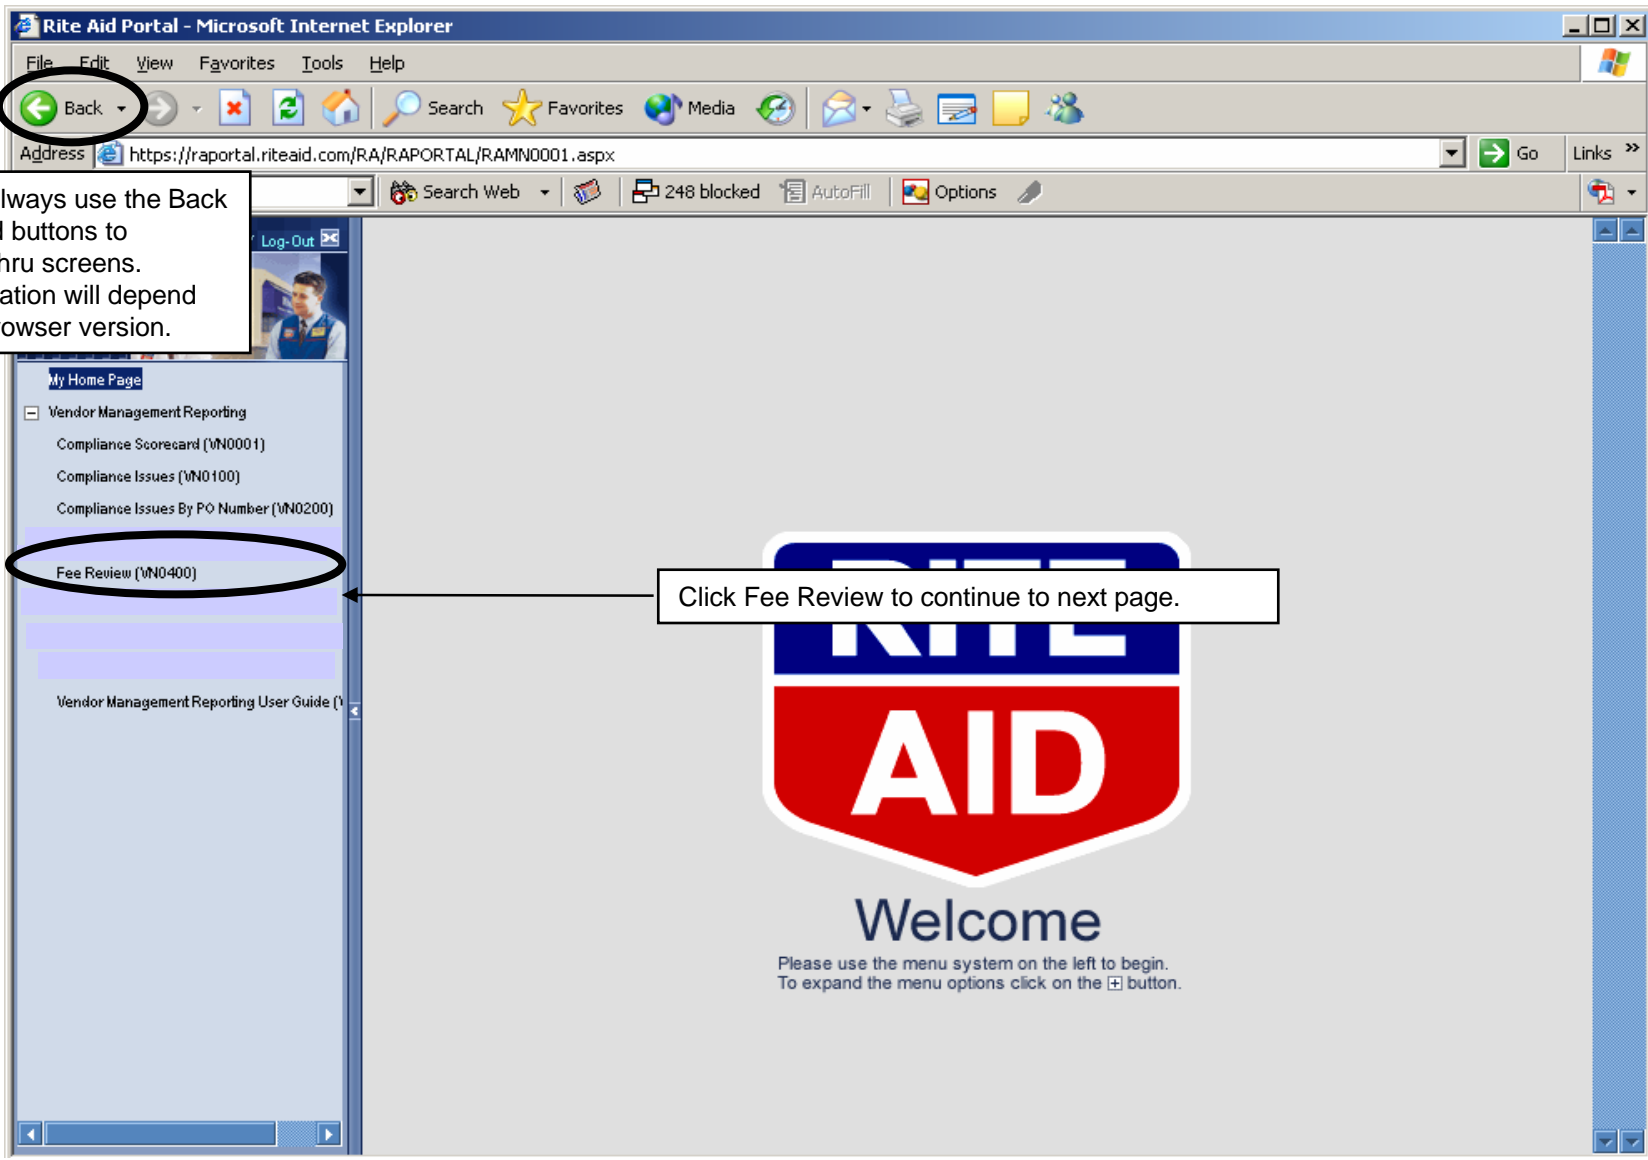 Rite Aid Portal - Microsoft Internet Explorer
File Edit View Favorites Tools Help
Back Search Favorites Media
Address https://raportal.riteaid.com/RA/RAPORTAL/RAMN0001.aspx Go Links »
Search Web 248 blocked AutoFill Options
lways use the Back
buttons to
hru screens.
ation will depend
rowser version.
Log-Out
My Home Page
Vendor Management Reporting
Compliance Scorecard (VN0001)
Compliance Issues (VN0100)
Compliance Issues By PO Number (VN0200)
Fee Review (VN0400)
Vendor Management Reporting User Guide (
Click Fee Review to continue to next page.
RITE
AID
Welcome
Please use the menu system on the left to begin.
To expand the menu options click on the + button.